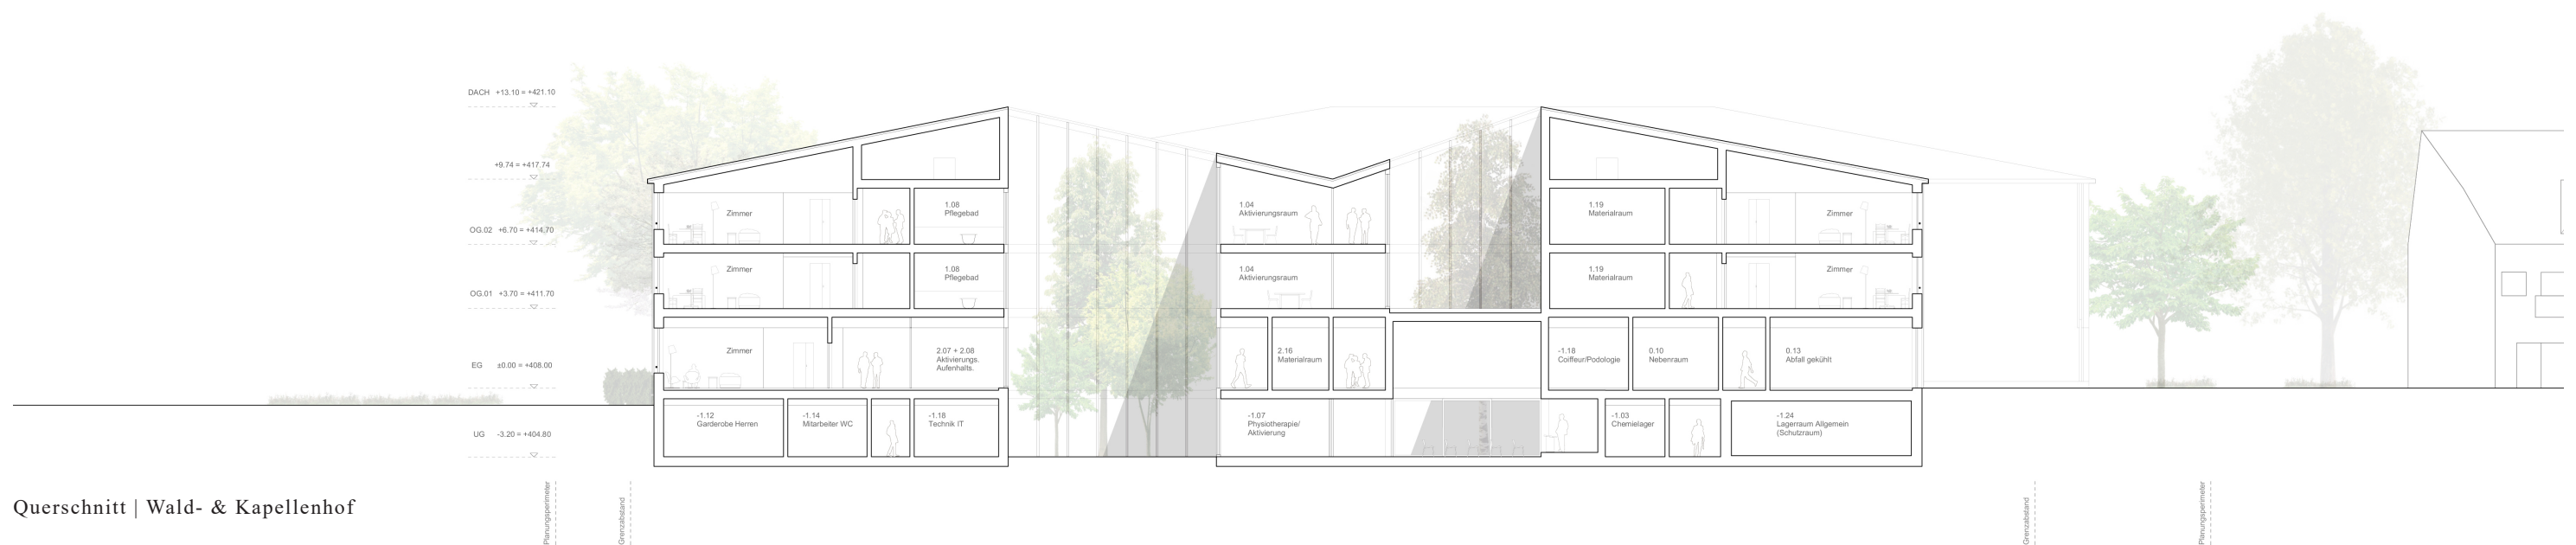 DACH +13.10 = +421.10
+9.74 = +417.74
OG.02 +6.70 = +414.70
OG.01 +3.70 = +411.70
EG ±0.00 = +408.00
UG -3.20 = +404.80
Zimmer
1.08
Pflegebad
1.04
Aktivierungsraum
1.19
Materialraum
Zimmer
Zimmer
1.08
Pflegebad
1.04
Aktivierungsraum
1.19
Materialraum
Zimmer
Zimmer
2.07 + 2.08
Aktivierungs.
Aufenthalts.
2.16
Materialraum
-1.18
Coiffeur/Podologie
0.10
Nebenraum
0.13
Abfall gekühlt
-1.12
Garderobe Herren
-1.14
Mitarbeiter WC
-1.18
Technik IT
-1.07
Physiotherapie/
Aktivierung
-1.03
Chemielager
-1.24
Lagerraum Allgemein
(Schutzraum)
Querschnitt | Wald- & Kapellenhof
Planungsperimeter
Grenzabstand
Grenzabstand
Planungsperimeter